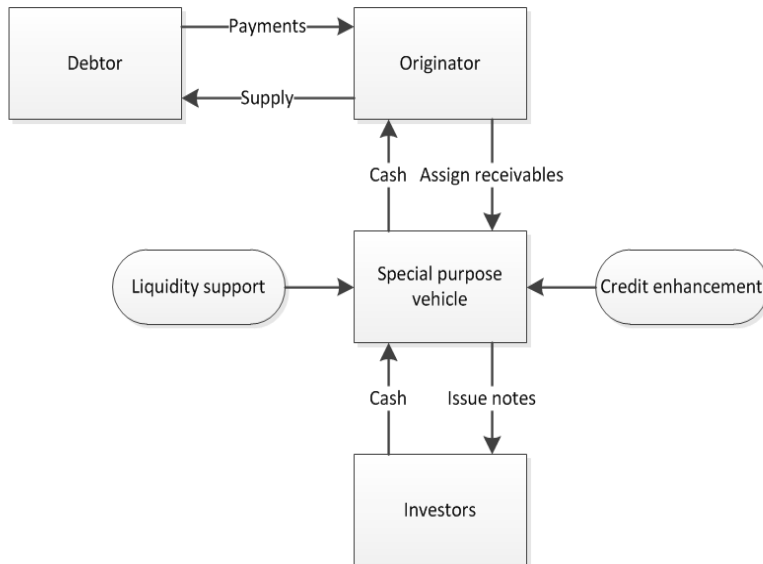 Payments
Debtor
Originator
Supply
Cash
Assign receivables
Liquidity support
Special purpose
vehicle
Credit enhancement
Cash
Issue notes
Investors